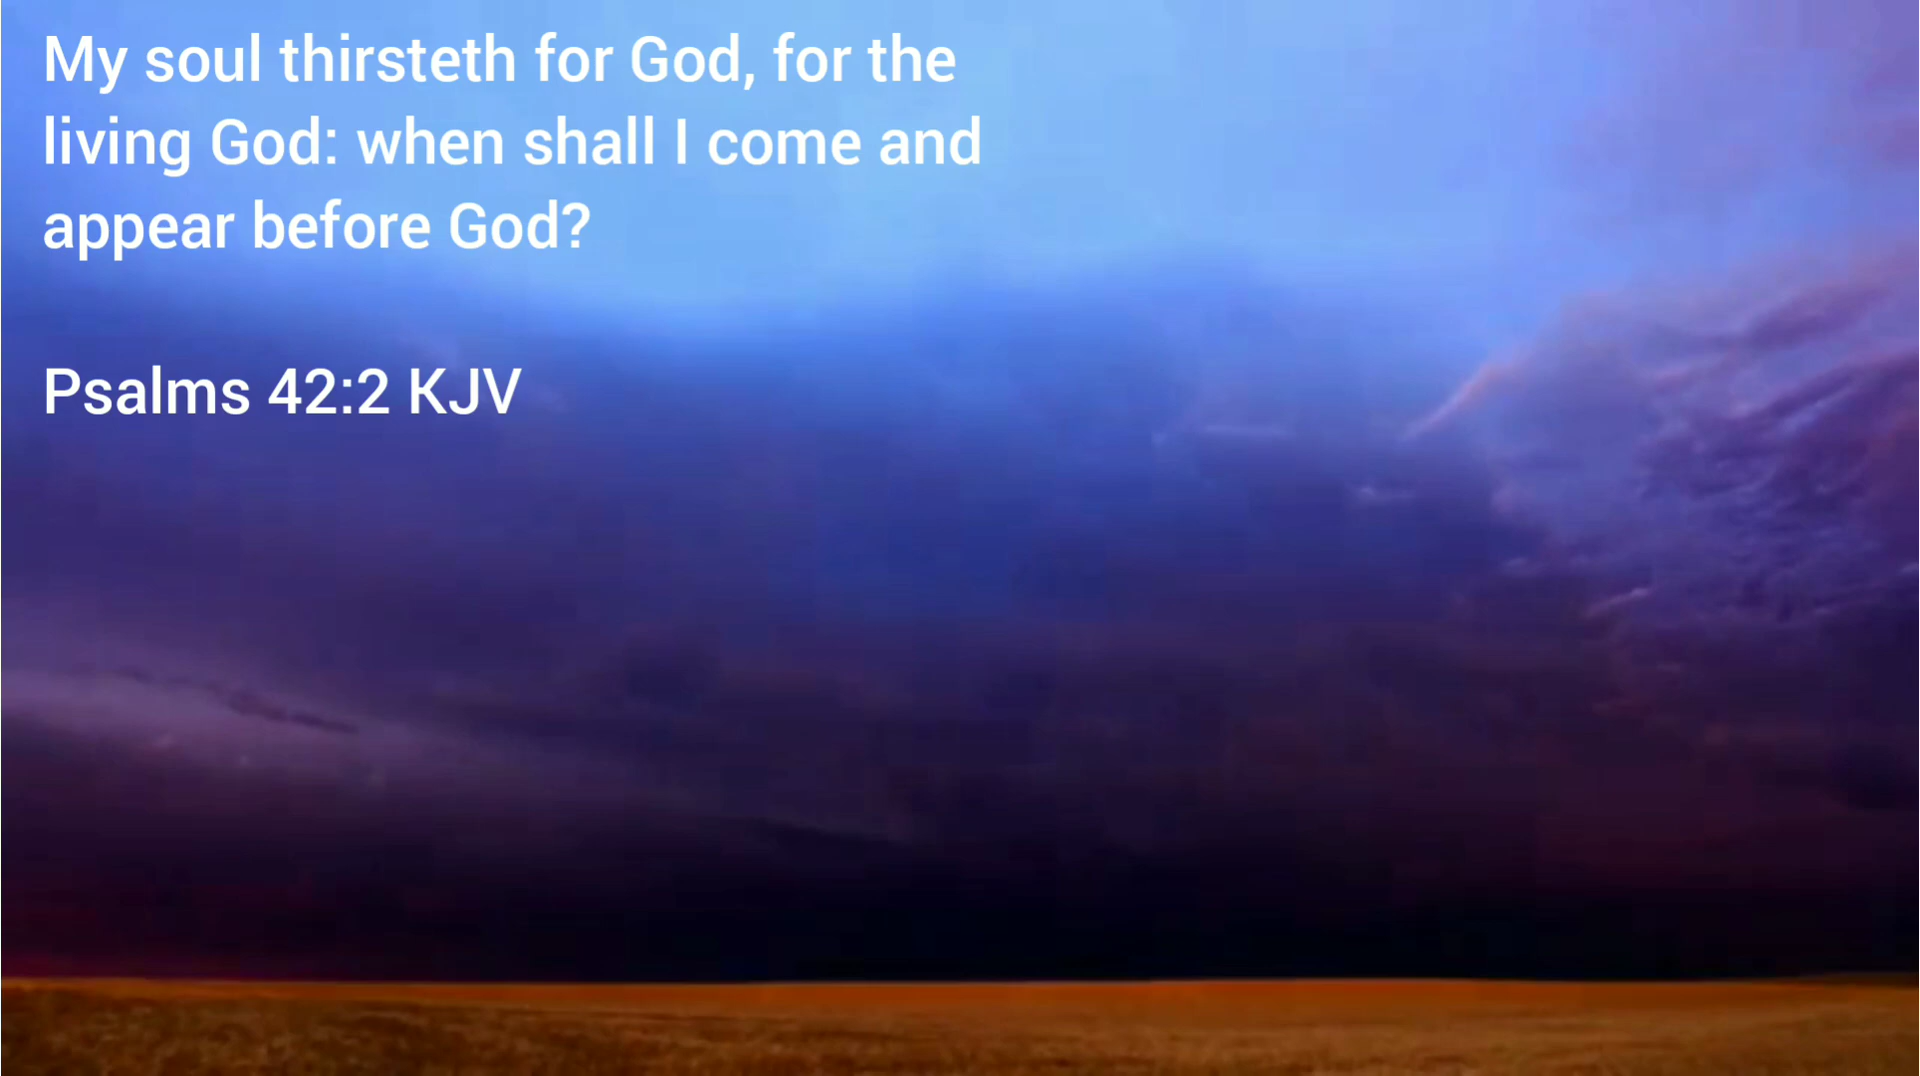 My soul thirsteth for God, for the
living God: when shall I come and
appear before God?
Psalms 42:2 KJV